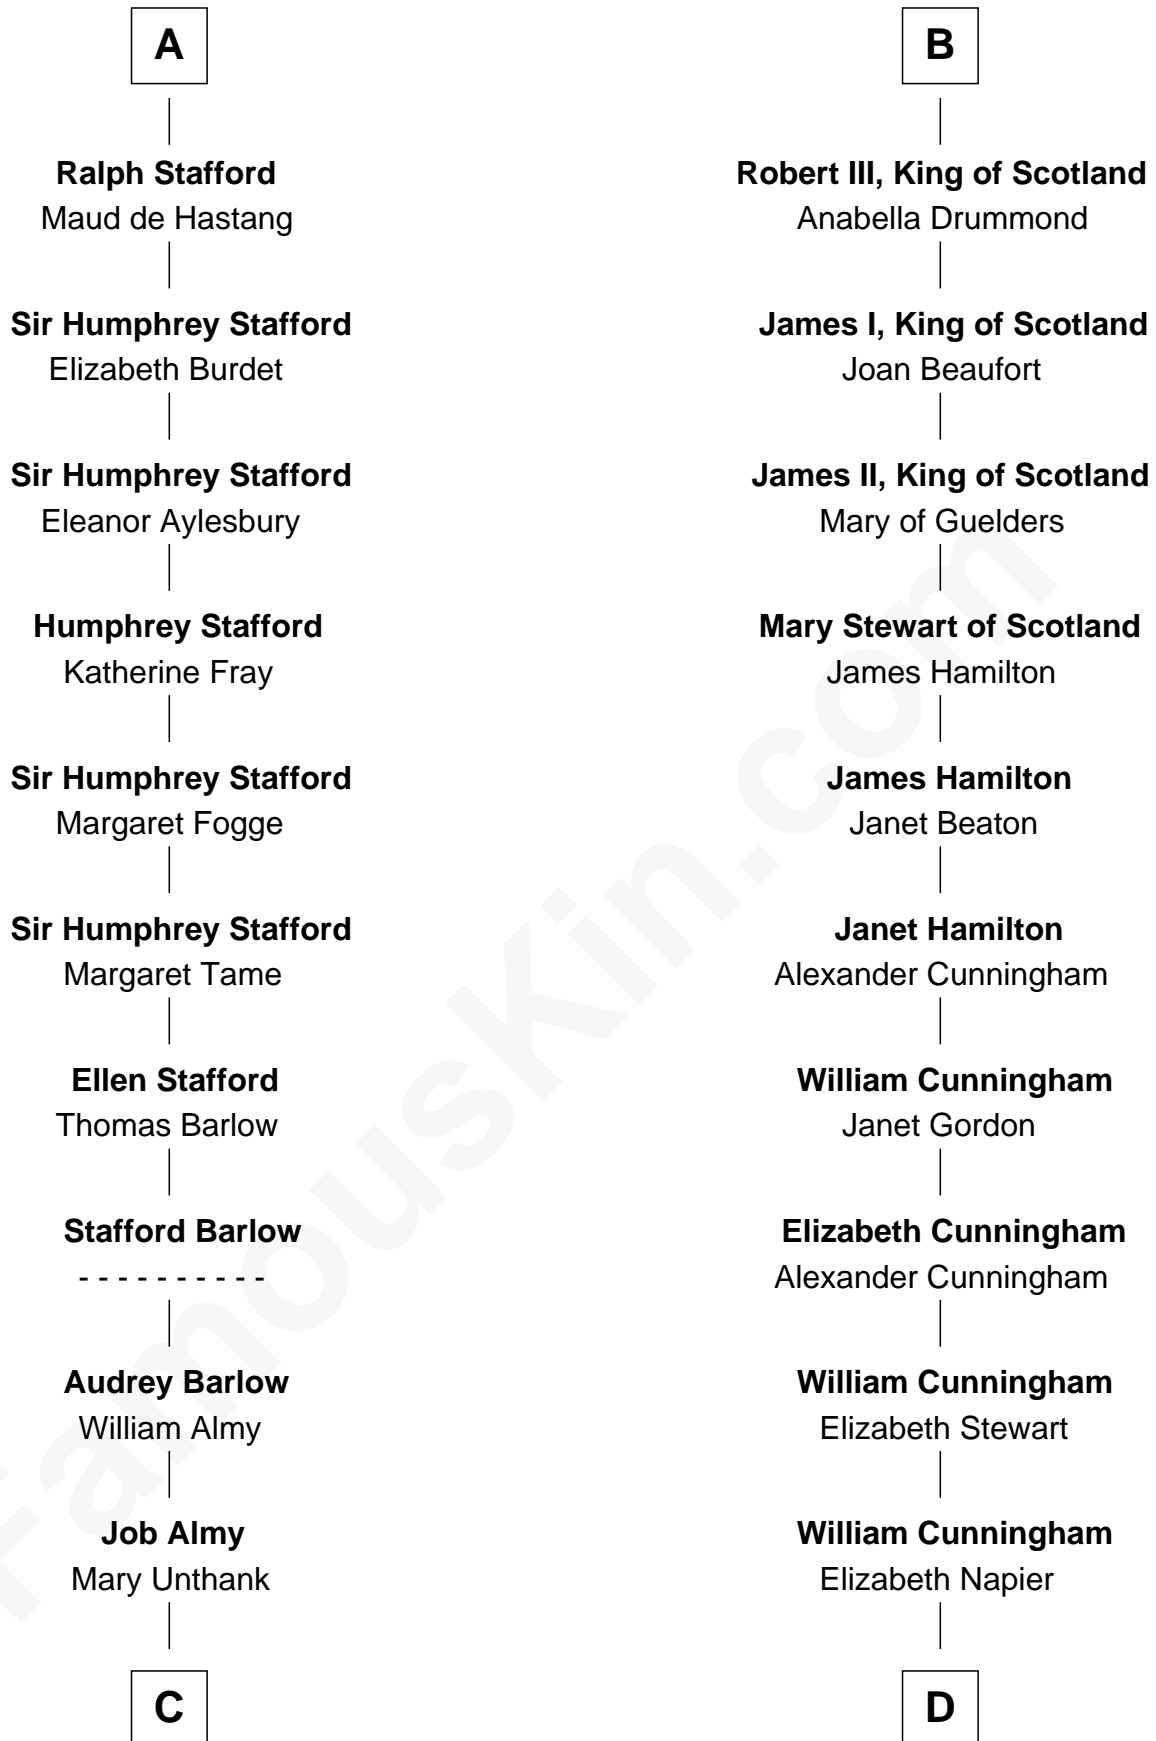 A
Ralph Stafford
Maud de Hastang
Sir Humphrey Stafford
Elizabeth Burdet
Sir Humphrey Stafford
Eleanor Aylesbury
Humphrey Stafford
Katherine Fray
Sir Humphrey Stafford
Margaret Fogge
Sir Humphrey Stafford
Margaret Tame
Ellen Stafford
Thomas Barlow
Stafford Barlow
- - - - - - - - - -
Audrey Barlow
William Almy
Job Almy
Mary Unthank
C
B
Robert III, King of Scotland
Anabella Drummond
James I, King of Scotland
Joan Beaufort
James II, King of Scotland
Mary of Guelders
Mary Stewart of Scotland
James Hamilton
James Hamilton
Janet Beaton
Janet Hamilton
Alexander Cunningham
William Cunningham
Janet Gordon
Elizabeth Cunningham
Alexander Cunningham
William Cunningham
Elizabeth Stewart
William Cunningham
Elizabeth Napier
D
FamousKin.com